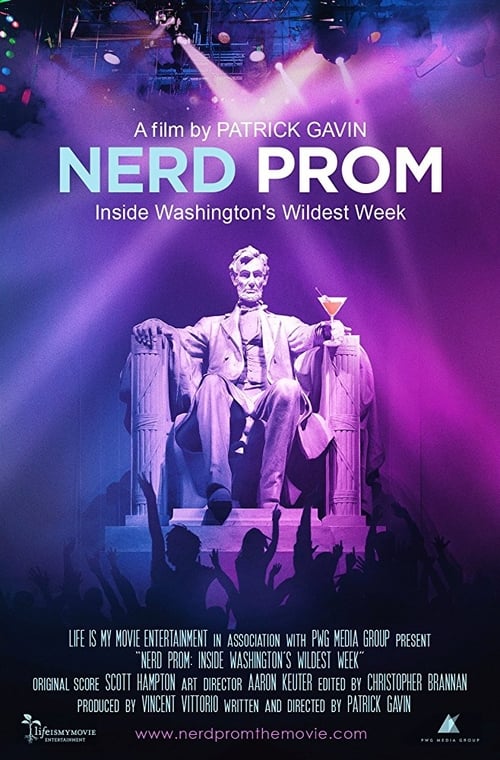 A film by PATRICK GAVIN
NERD PROM
Inside Washington's Wildest Week
LIFE IS MY MOVIE ENTERTAINMENT IN ASSOCIATION WITH PWG MEDIA GROUP PRESENT
"NERD PROM: INSIDE WASHINGTON'S WILDEST WEEK"
ORIGINAL SCORE SCOTT HAMPTON ART DIRECTOR AARON KEUTER EDITED BY CHRISTOPHER BRANNAN
PRODUCED BY VINCENT VITTORIO WRITTEN AND DIRECTED BY PATRICK GAVIN
lifeISMYMOVIE
ENTERTAINMENT
www.nerdpromthemovie.com
PWG MEDIA GROUP